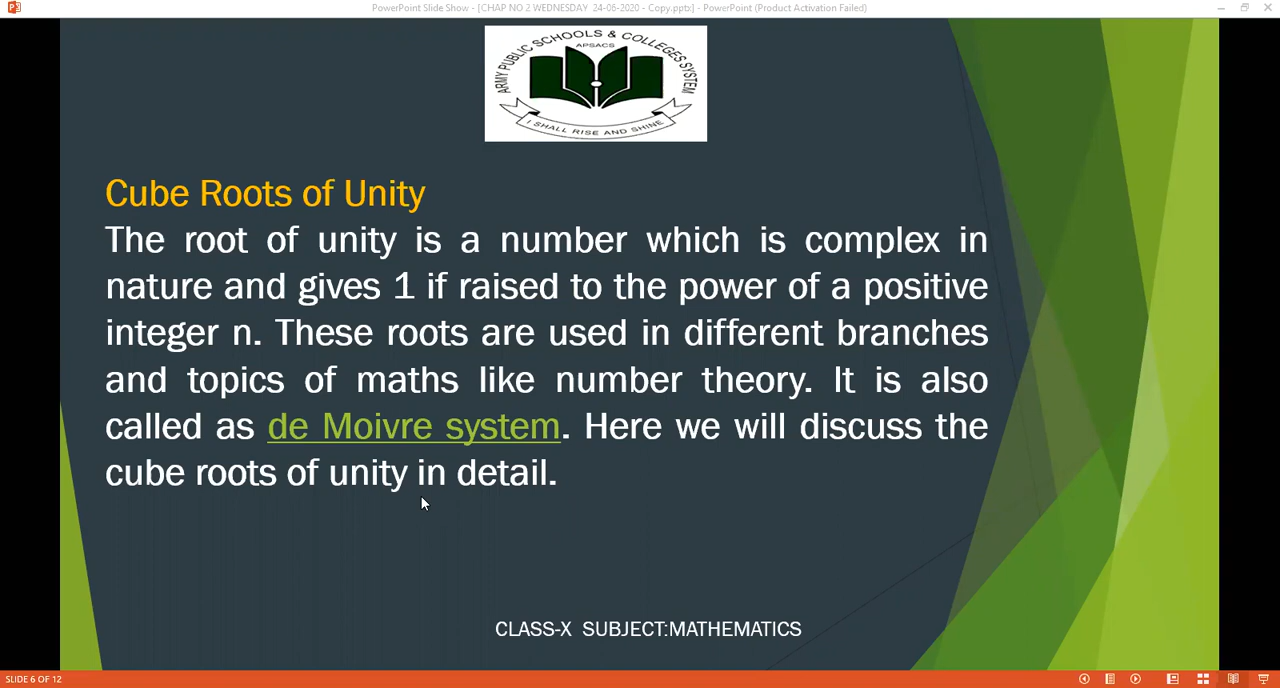 PowerPoint Slide Show - [CHAP NO 2 WEDNESDAY 24-06-2020 - Copy.pptx] - PowerPoint (Product Activation Failed)
ARMY PUBLIC SCHOOLS & COLLEGES SYSTEM
APSACS
I SHALL RISE AND SHINE
Cube Roots of Unity
The root of unity is a number which is complex in
nature and gives 1 if raised to the power of a positive
integer n. These roots are used in different branches
and topics of maths like number theory. It is also
called as de Moivre system. Here we will discuss the
cube roots of unity in detail.
CLASS-X SUBJECT:MATHEMATICS
SLIDE 6 OF 12